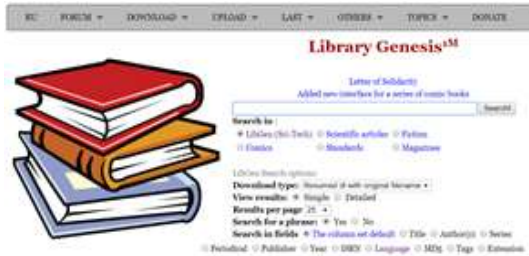 RU FORUM DOWNLOAD UPLOAD LAST OTHERS TOPICS DONATE
Library Genesis¹ᴹ
Letter of Solidarity
Added new interface for a series of comic books
Search!
Search in :
LibGen (Sci-Tech) Scientific articles Fiction
Comics Standards Magazines
LibGen Search options:
Download type: Resumed dl with original filename
View results: Simple Detailed
Results per page 25
Search for a phrase: Yes No
Search in fields The column set default Title Author(s) Series
Periodical Publisher Year ISBN Language MD5 Tags Extension